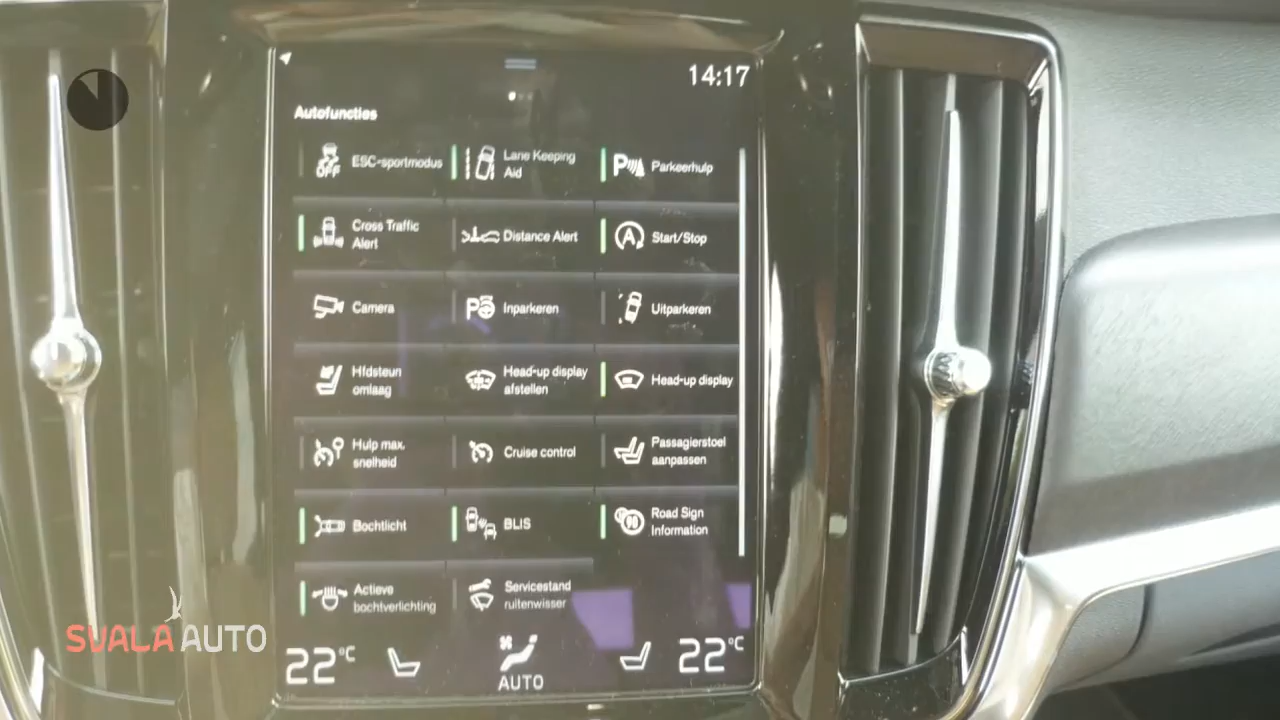 14:17
Autofuncties
ESC-sportmodus
Lane Keeping
Aid
Parkeerhulp
Cross Traffic
Alert
Distance Alert
Start/Stop
Camera
Inparkeren
Uitparkeren
Hfdsteun
omlaag
Head-up display
afstellen
Head-up display
Hulp max.
snelheid
Cruise control
Passagierstoel
aanpassen
Bochtlicht
BLIS
Road Sign
Information
Actieve
bochtverlichting
Servicestand
ruitenwisser
22°C
AUTO
22°C
SVALA AUTO